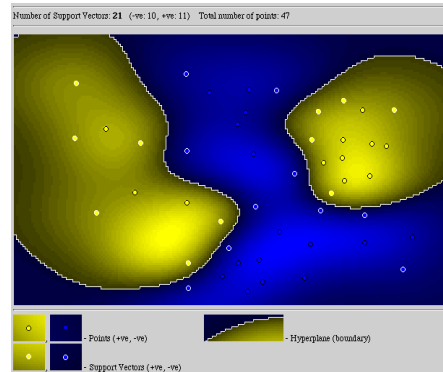 Number of Support Vectors: 21 (-ve: 10, +ve: 11) Total number of points: 47
- Points (+ve, -ve)
- Hyperplane (boundary)
- Support Vectors (+ve, -ve)